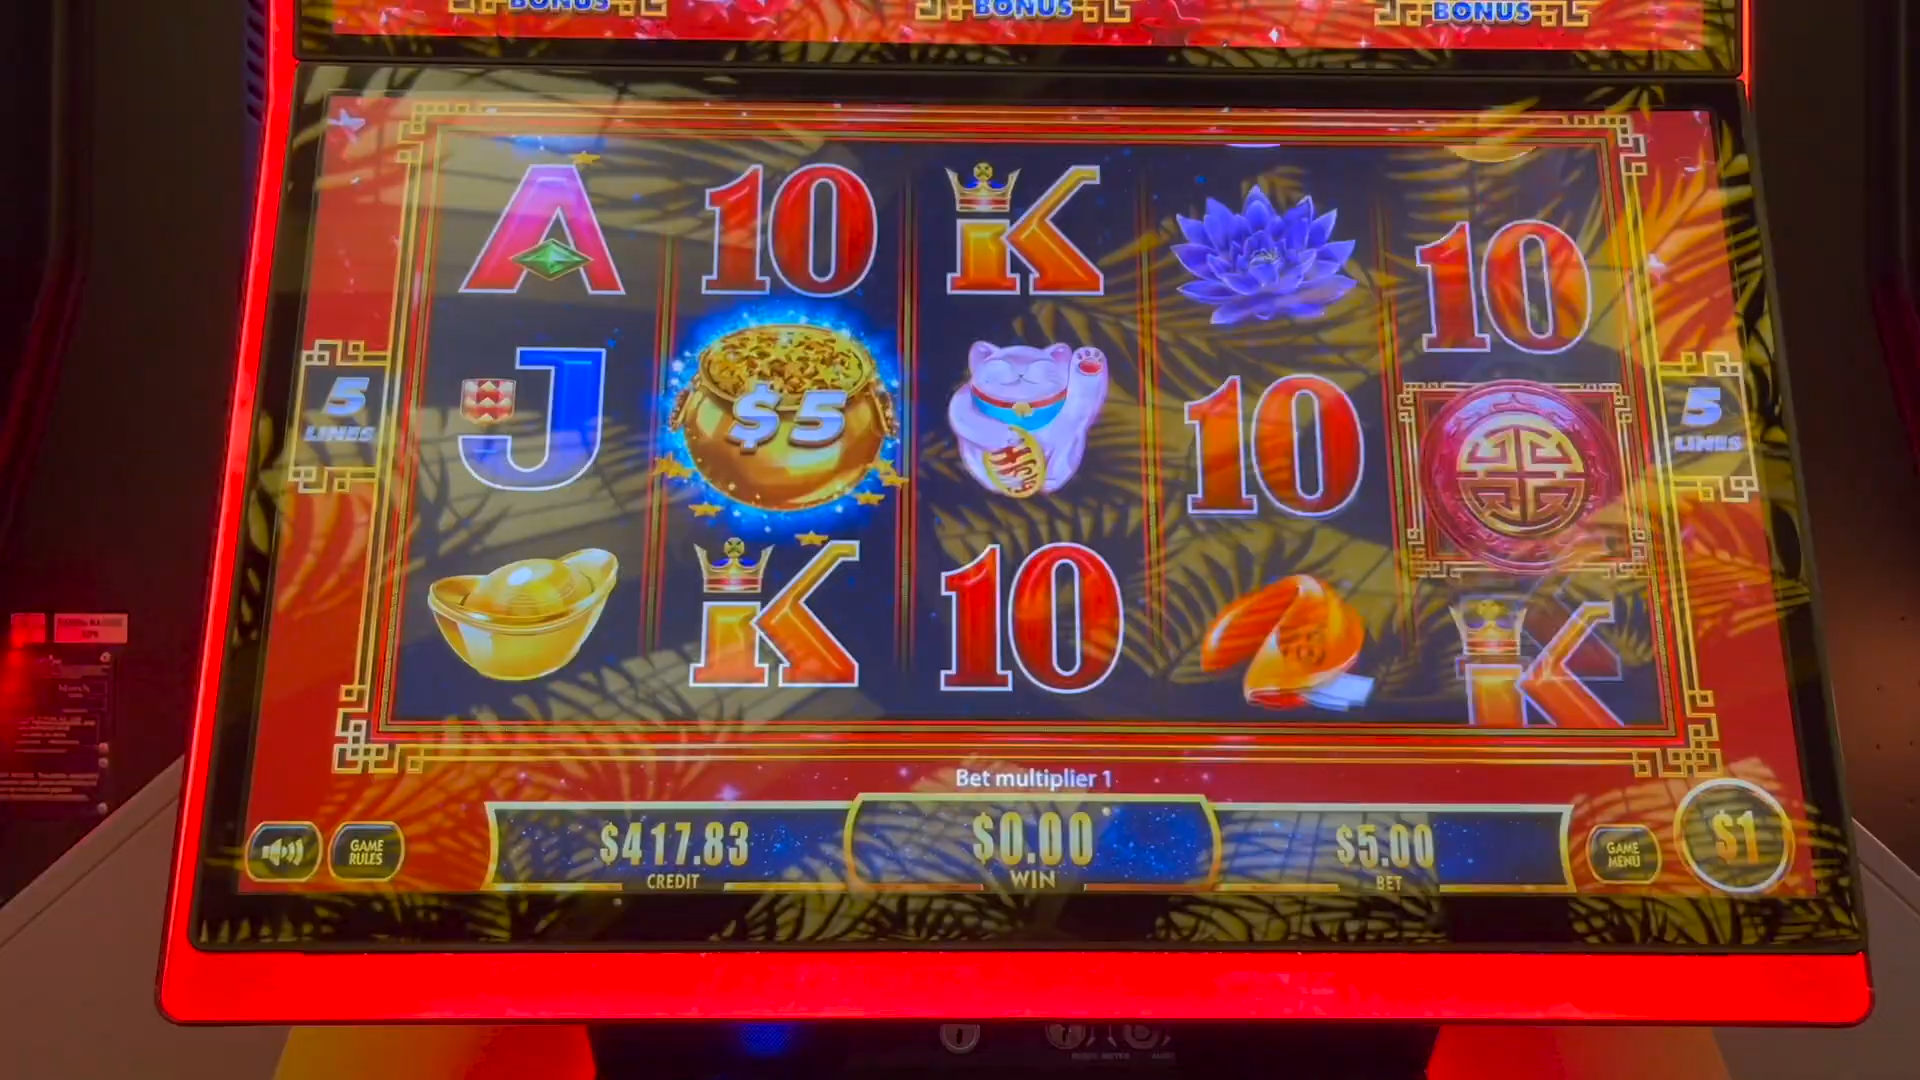 BONUS
BONUS
BONUS
A
10
K
10
J
$5
10
K
10
K
5
LINES
5
LINES
Bet multiplier 1
GAME
RULES
$417.83
CREDIT
$0.00
WIN
$5.00
BET
GAME
MENU
$1